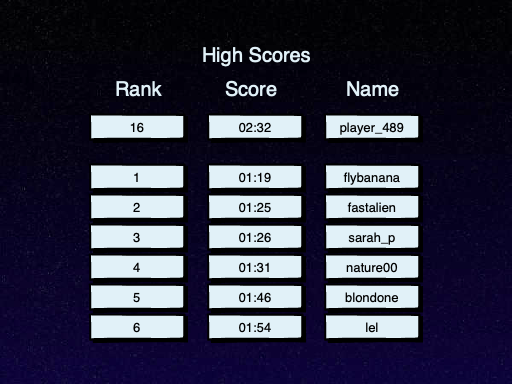 High Scores
Rank Score Name
16 02:32 player_489
1 01:19 flybanana
2 01:25 fastalien
3 01:26 sarah_p
4 01:31 nature00
5 01:46 blondone
6 01:54 lel